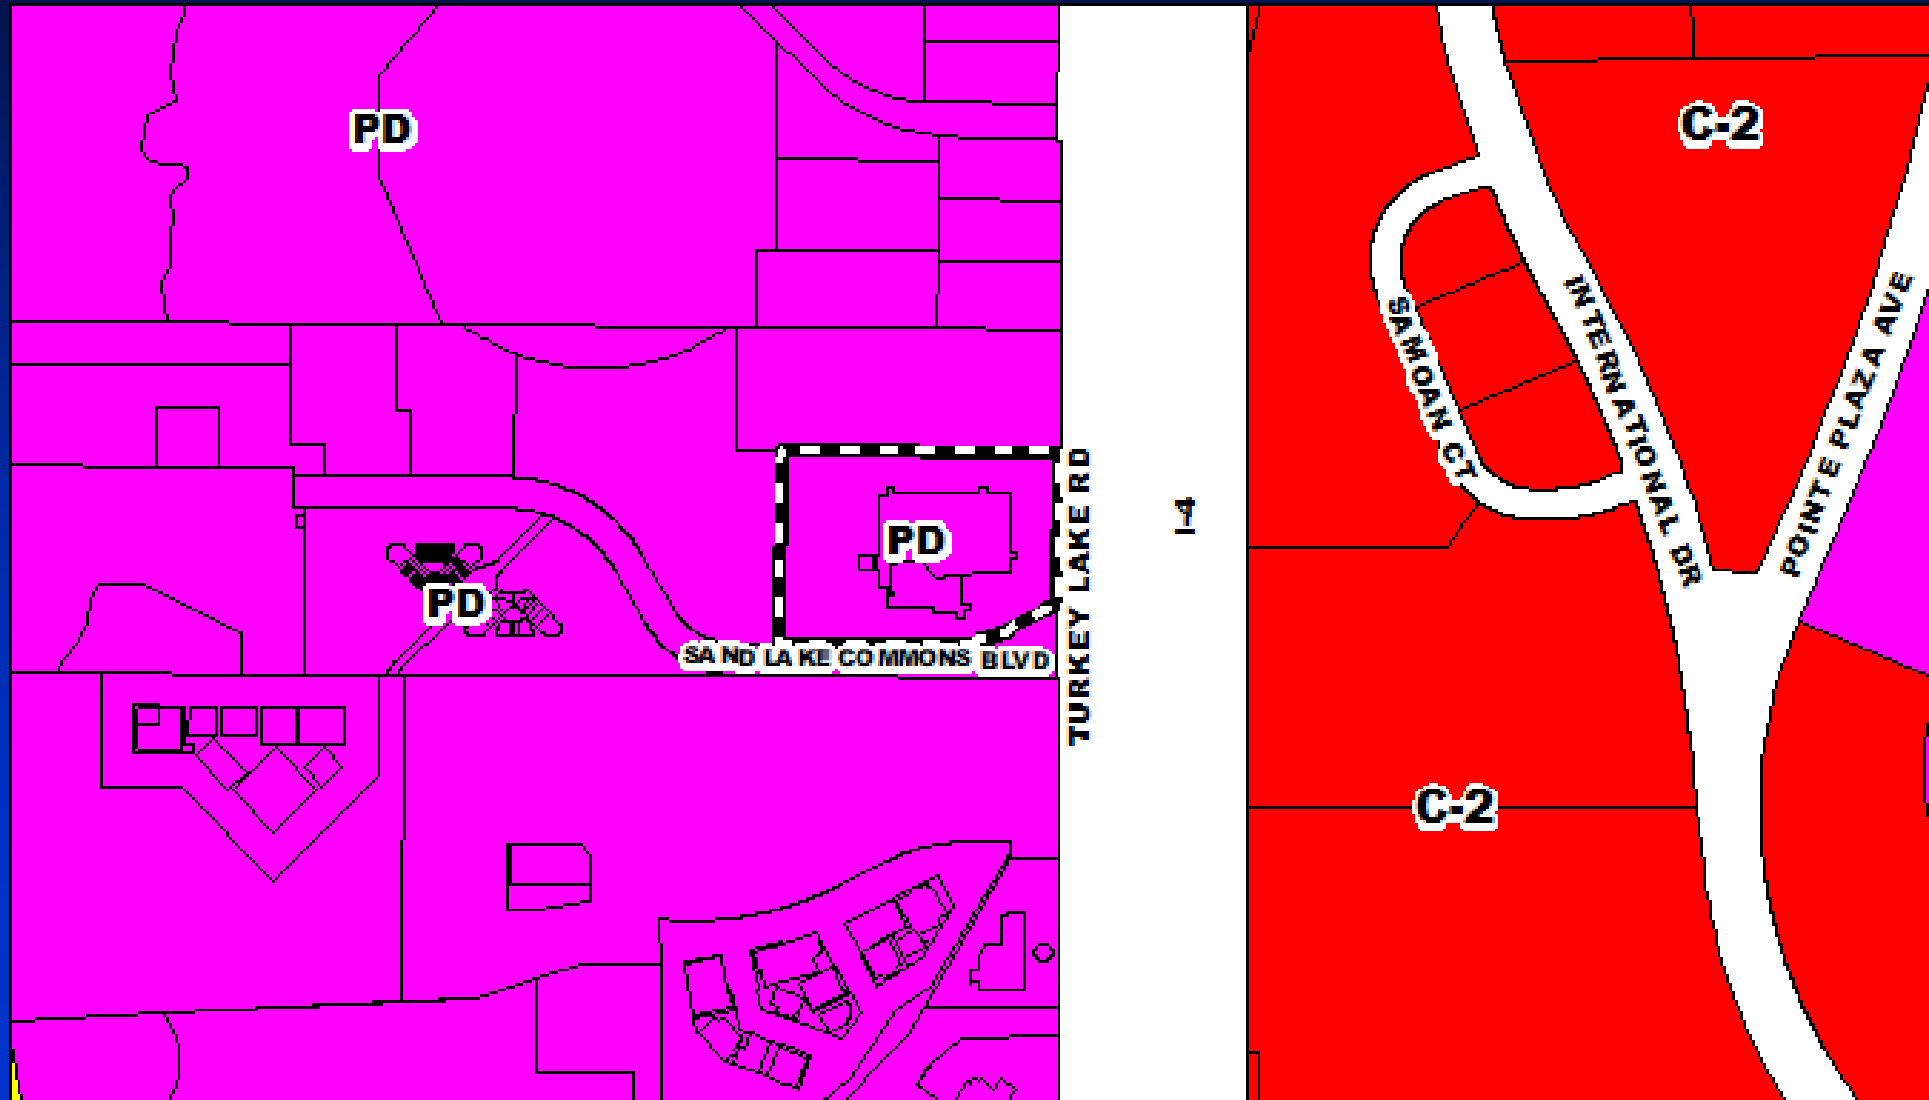 PD
C-2
SAMOAN CT
INTERNATIONAL DR
POINTE PLAZA AVE
PD
TURKEY LAKE RD
I-4
PD
SAND LAKE COMMONS BLVD
C-2